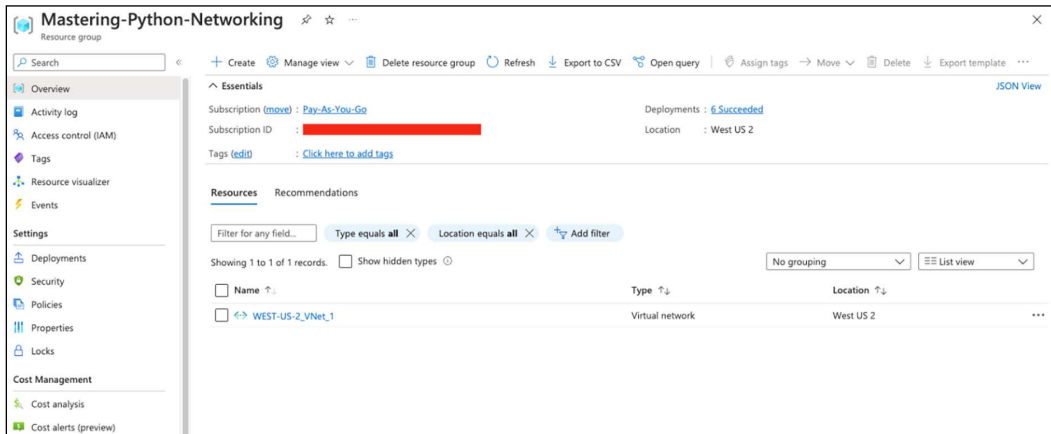 Mastering-Python-Networking
Resource group
Search
Overview
Activity log
Access control (IAM)
Tags
Resource visualizer
Events
Settings
Deployments
Security
Policies
Properties
Locks
Cost Management
Cost analysis
Cost alerts (preview)
Create Manage view Delete resource group Refresh Export to CSV Open query Assign tags Move Delete Export template ...
Essentials JSON View
Subscription (move) : Pay-As-You-Go Deployments : 6 Succeeded
Subscription ID : Location : West US 2
Tags (edit) : Click here to add tags
Resources Recommendations
Filter for any field... Type equals all Location equals all Add filter
Showing 1 to 1 of 1 records. Show hidden types No grouping List view
Name Type Location
WEST-US-2_VNet_1 Virtual network West US 2 ...